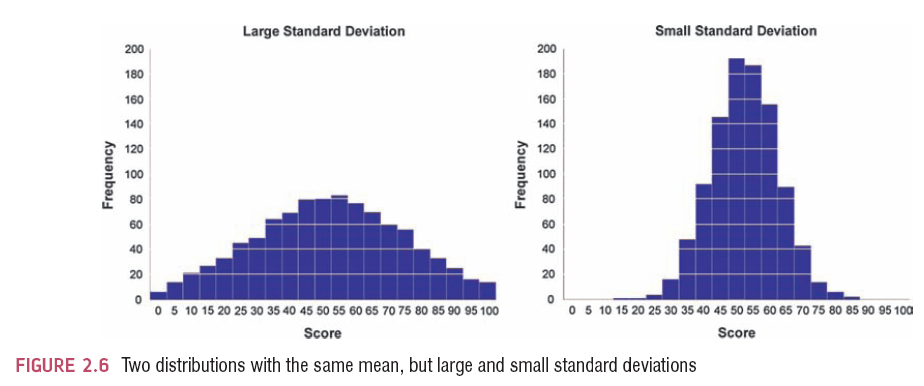 Large Standard Deviation
200
180
160
140
120
100
80
60
40
20
0
Frequency
0 5 10 15 20 25 30 35 40 45 50 55 60 65 70 75 80 85 90 95 100
Score
Small Standard Deviation
200
180
160
140
120
100
80
60
40
20
0
Frequency
0 5 10 15 20 25 30 35 40 45 50 55 60 65 70 75 80 85 90 95 100
Score
FIGURE 2.6 Two distributions with the same mean, but large and small standard deviations